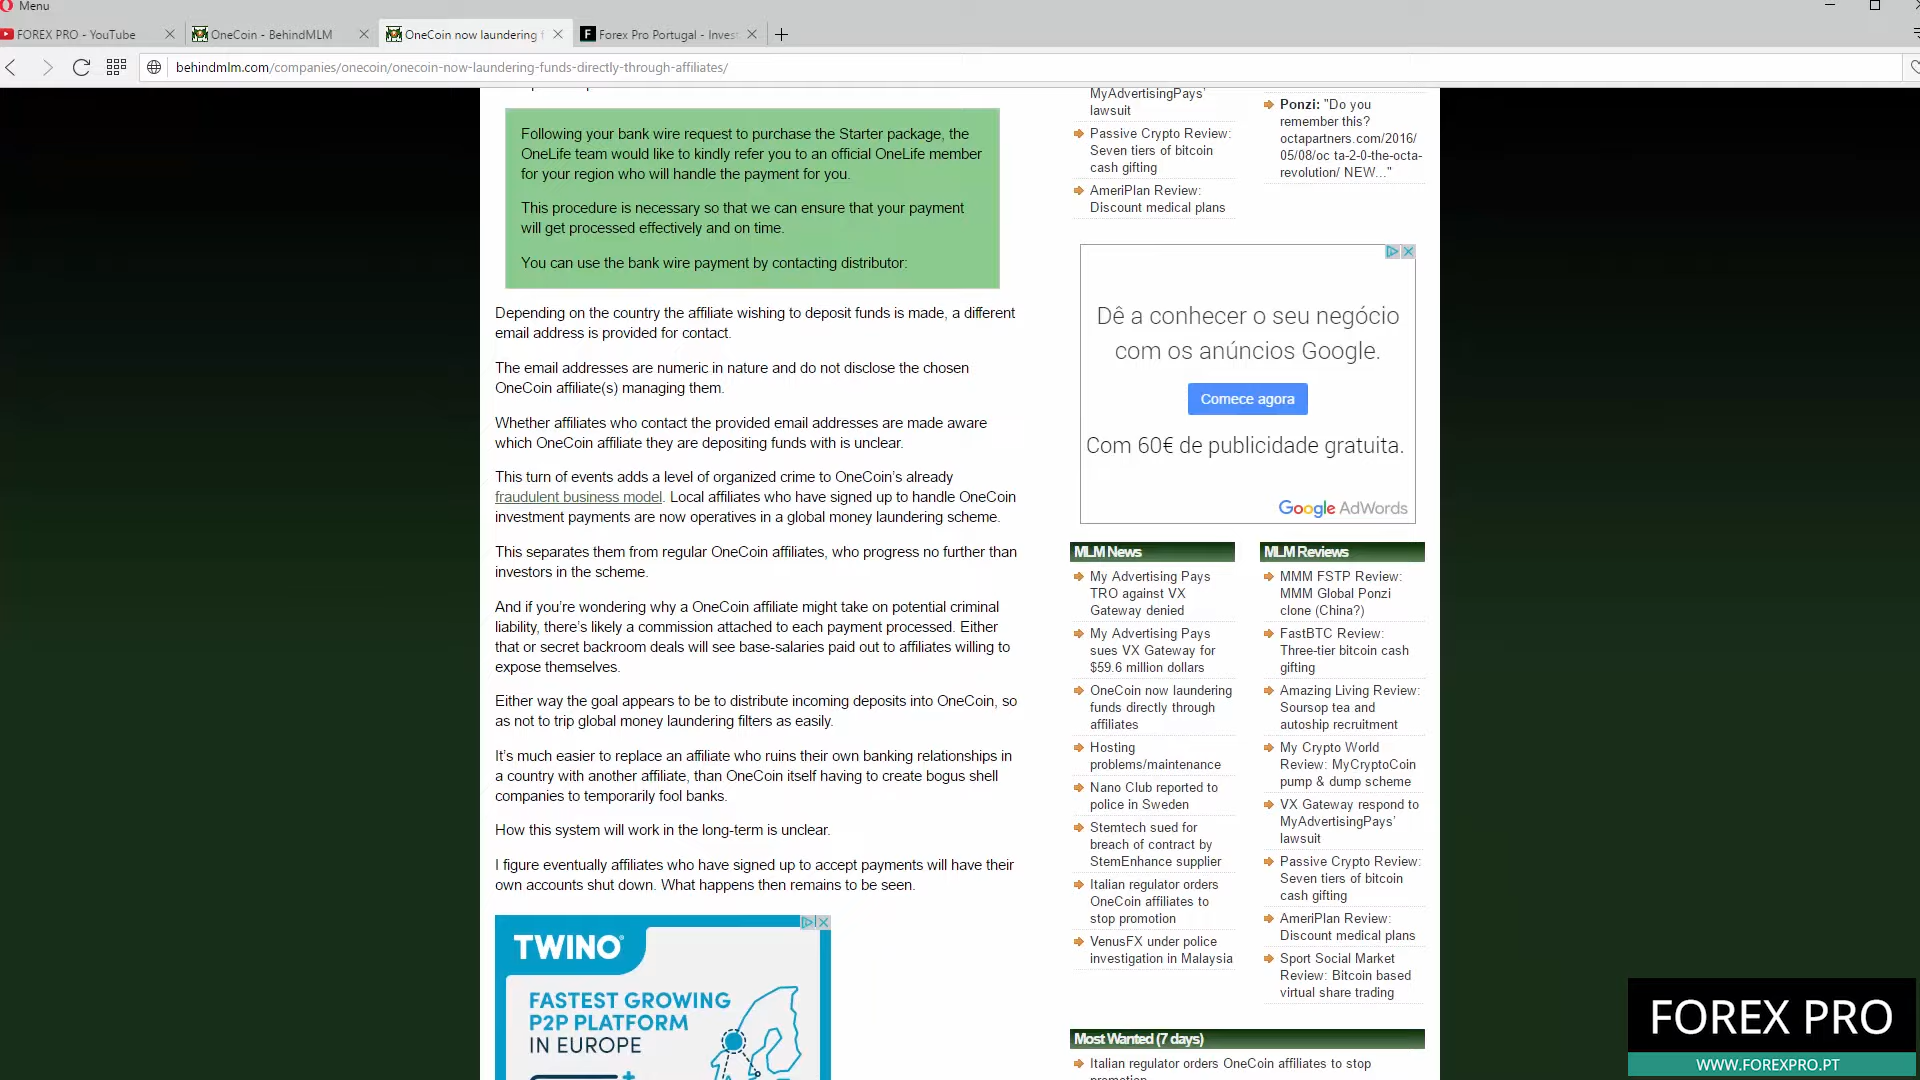 Menu
FOREX PRO - YouTube
OneCoin - BehindMLM
OneCoin now laundering
Forex Pro Portugal - Inves
behindmlm.com/companies/onecoin/onecoin-now-laundering-funds-directly-through-affiliates/
Following your bank wire request to purchase the Starter package, the
OneLife team would like to kindly refer you to an official OneLife member
for your region who will handle the payment for you.
This procedure is necessary so that we can ensure that your payment
will get processed effectively and on time.
You can use the bank wire payment by contacting distributor:
Depending on the country the affiliate wishing to deposit funds is made, a different
email address is provided for contact.
The email addresses are numeric in nature and do not disclose the chosen
OneCoin affiliate(s) managing them.
Whether affiliates who contact the provided email addresses are made aware
which OneCoin affiliate they are depositing funds with is unclear.
This turn of events adds a level of organized crime to OneCoin’s already
fraudulent business model. Local affiliates who have signed up to handle OneCoin
investment payments are now operatives in a global money laundering scheme.
This separates them from regular OneCoin affiliates, who progress no further than
investors in the scheme.
And if you’re wondering why a OneCoin affiliate might take on potential criminal
liability, there’s likely a commission attached to each payment processed. Either
that or secret backroom deals will see base-salaries paid out to affiliates willing to
expose themselves.
Either way the goal appears to be to distribute incoming deposits into OneCoin, so
as not to trip global money laundering filters as easily.
It’s much easier to replace an affiliate who ruins their own banking relationships in
a country with another affiliate, than OneCoin itself having to create bogus shell
companies to temporarily fool banks.
How this system will work in the long-term is unclear.
I figure eventually affiliates who have signed up to accept payments will have their
own accounts shut down. What happens then remains to be seen.
TWINO
FASTEST GROWING
P2P PLATFORM
IN EUROPE
MyAdvertisingPays’
lawsuit
Passive Crypto Review:
Seven tiers of bitcoin
cash gifting
AmeriPlan Review:
Discount medical plans
Ponzi: "Do you
remember this?
octapartners.com/2016/
05/08/oc ta-2-0-the-octa-
revolution/ NEW..."
Dê a conhecer o seu negócio
com os anúncios Google.
Comece agora
Com 60€ de publicidade gratuita.
Google AdWords
MLM News
My Advertising Pays
TRO against VX
Gateway denied
My Advertising Pays
sues VX Gateway for
$59.6 million dollars
OneCoin now laundering
funds directly through
affiliates
Hosting
problems/maintenance
Nano Club reported to
police in Sweden
Stemtech sued for
breach of contract by
StemEnhance supplier
Italian regulator orders
OneCoin affiliates to
stop promotion
VenusFX under police
investigation in Malaysia
MLM Reviews
MMM FSTP Review:
MMM Global Ponzi
clone (China?)
FastBTC Review:
Three-tier bitcoin cash
gifting
Amazing Living Review:
Soursop tea and
autoship recruitment
My Crypto World
Review: MyCryptoCoin
pump & dump scheme
VX Gateway respond to
MyAdvertisingPays’
lawsuit
Passive Crypto Review:
Seven tiers of bitcoin
cash gifting
AmeriPlan Review:
Discount medical plans
Sport Social Market
Review: Bitcoin based
virtual share trading
Most Wanted (7 days)
Italian regulator orders OneCoin affiliates to stop
FOREX PRO
WWW.FOREXPRO.PT